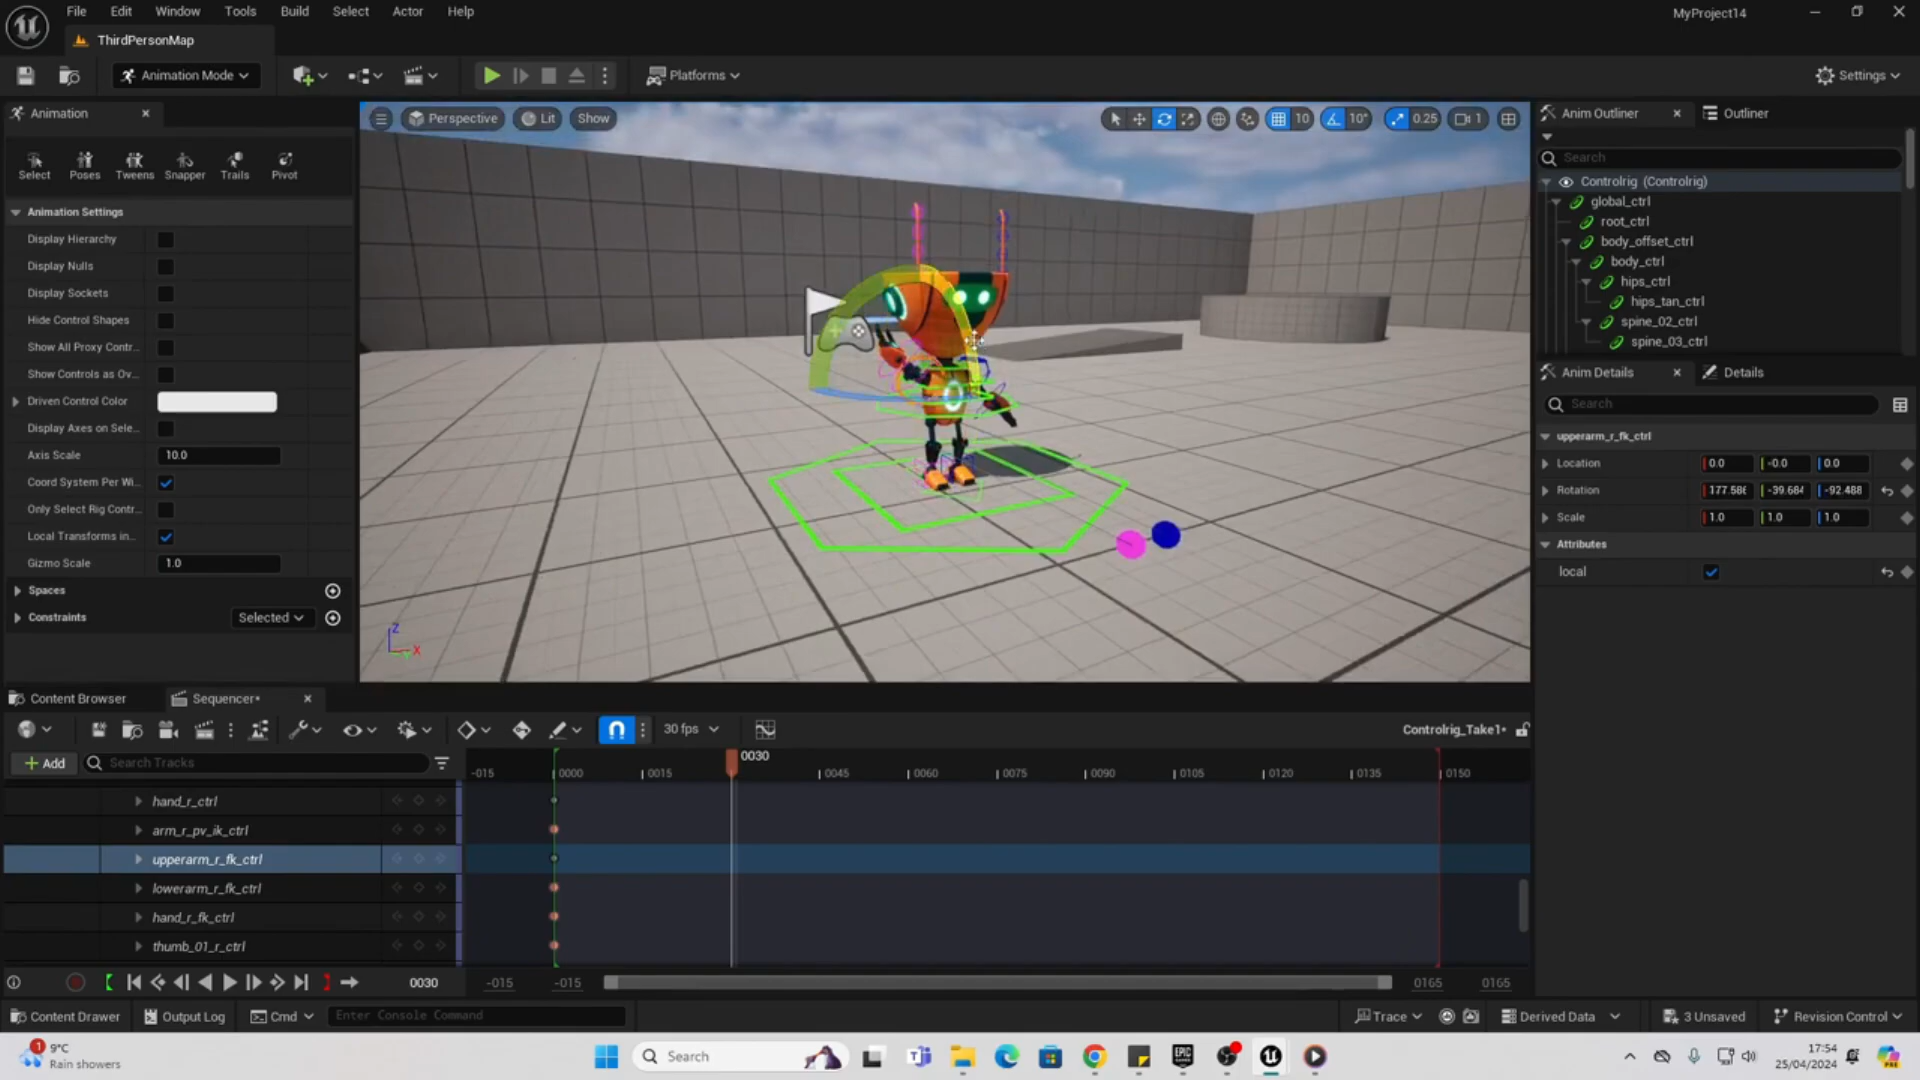 File Edit Window Tools Build Select Actor Help
MyProject14
ThirdPersonMap
Animation Mode
Platforms
Settings
Animation
Select Poses Tweens Snapper Trails Pivot
Animation Settings
Display Hierarchy
Display Nulls
Display Sockets
Hide Control Shapes
Show All Proxy Contr...
Show Controls as Ov...
Driven Control Color
Display Axes on Sele...
Axis Scale 10.0
Coord System Per Wi...
Only Select Rig Contr...
Local Transforms in...
Gizmo Scale 1.0
Spaces
Constraints Selected
Perspective Lit Show
10 10° 0.25 1
Z
X
Anim Outliner Outliner
Search
Controlrig (Controlrig)
global_ctrl
root_ctrl
body_offset_ctrl
body_ctrl
hips_ctrl
hips_tan_ctrl
spine_02_ctrl
spine_03_ctrl
Anim Details Details
Search
upperarm_r_fk_ctrl
Location 0.0 -0.0 0.0
Rotation 177.586 -39.684 -92.488
Scale 1.0 1.0 1.0
Attributes
local
Content Browser Sequencer*
30 fps
Controlrig_Take1*
+ Add Search Tracks
0030
-015 0000 0015 0045 0060 0075 0090 0105 0120 0135 0150
hand_r_ctrl
arm_r_pv_ik_ctrl
upperarm_r_fk_ctrl
lowerarm_r_fk_ctrl
hand_r_fk_ctrl
thumb_01_r_ctrl
0030 -015 -015 0165 0165
Content Drawer Output Log Cmd Enter Console Command
Trace Derived Data 3 Unsaved Revision Control
1
9°C
Rain showers
Search
EPIC
17:54
25/04/2024
PRE